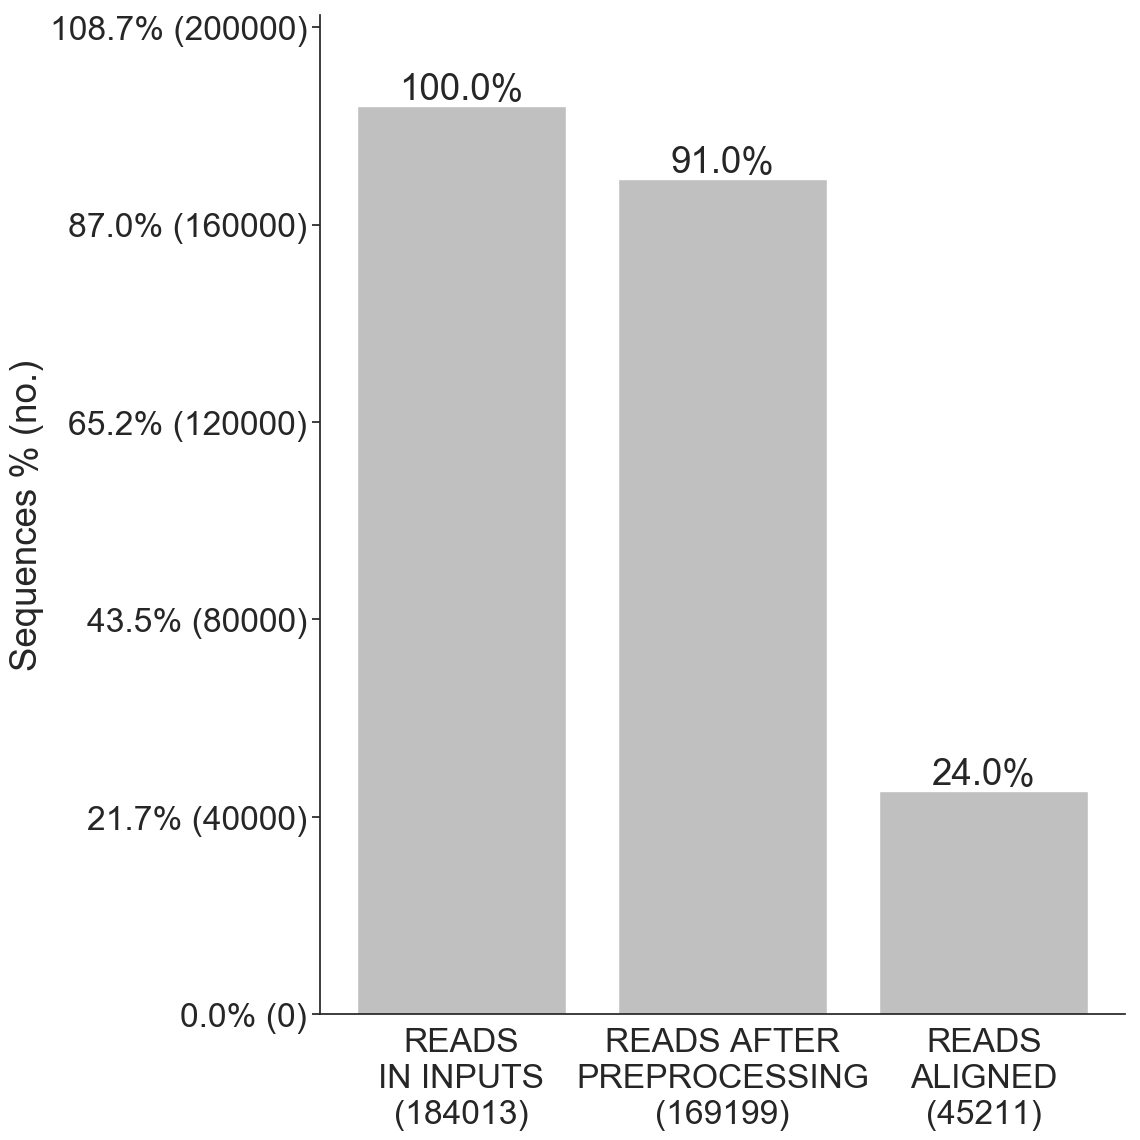 Sequences % (no.)
108.7% (200000)
87.0% (160000)
65.2% (120000)
43.5% (80000)
21.7% (40000)
0.0% (0)
100.0%
91.0%
24.0%
READS
IN INPUTS
(184013)
READS AFTER
PREPROCESSING
(169199)
READS
ALIGNED
(45211)